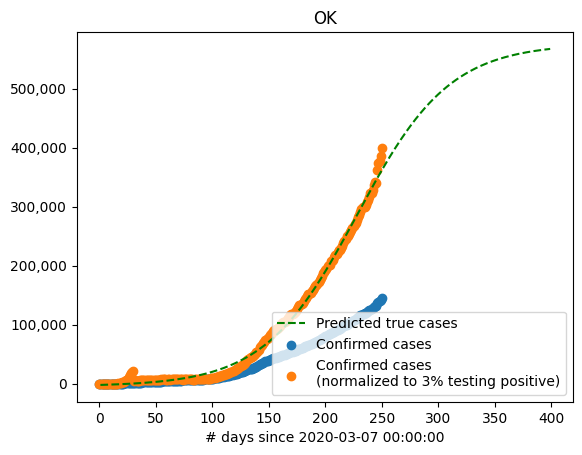 OK
500,000
400,000
300,000
200,000
100,000
0
Predicted true cases
Confirmed cases
Confirmed cases
(normalized to 3% testing positive)
0 50 100 150 200 250 300 350 400
# days since 2020-03-07 00:00:00